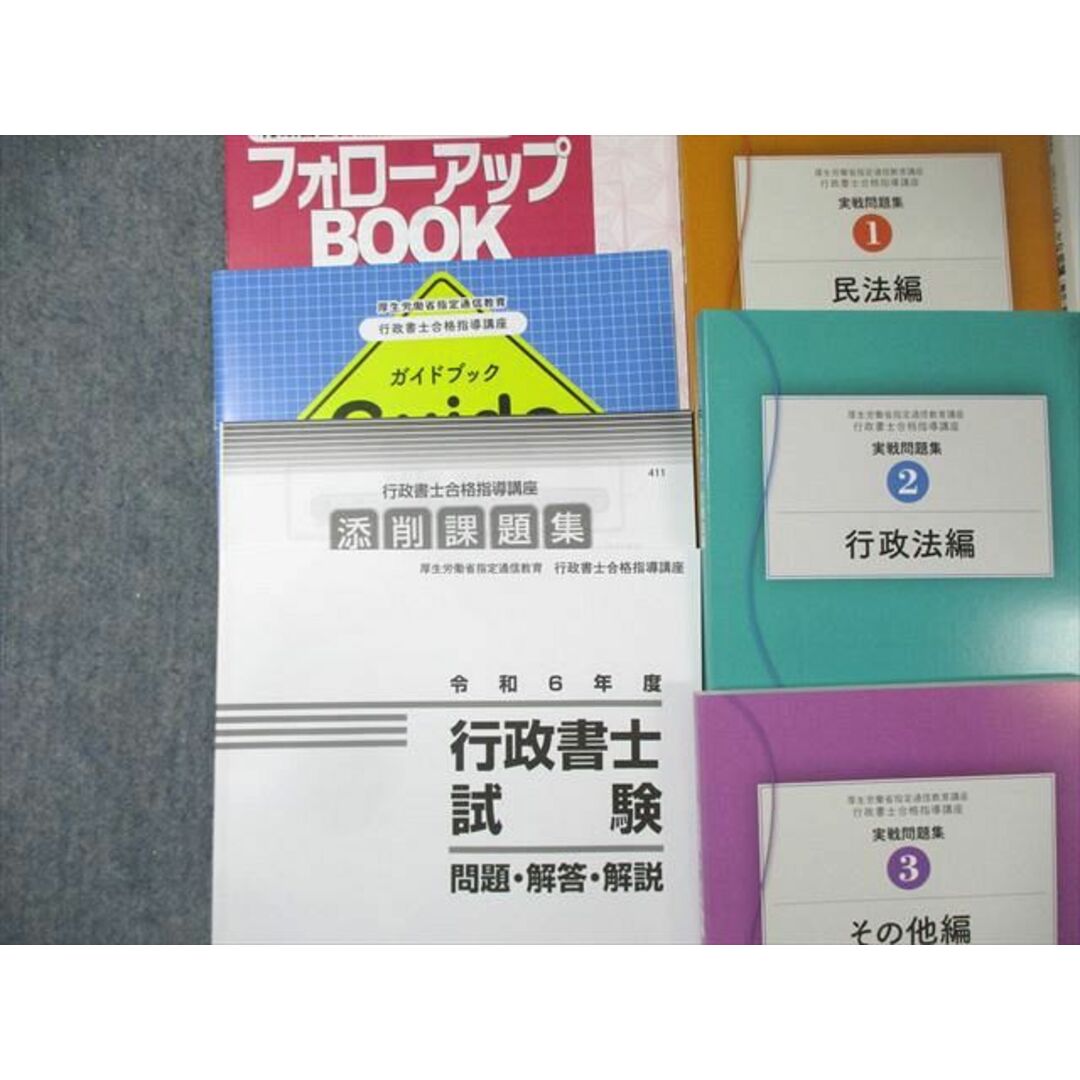 フォローアップ
BOOK
厚生労働省指定通信教育
行政書士合格指導講座
ガイドブック
Guide
411
行政書士合格指導講座
添削課題集
厚生労働省指定通信教育 行政書士合格指導講座
令和6年度
行政書士
試験
問題・解答・解説
厚生労働省指定通信教育講座
行政書士合格指導講座
実戦問題集
1
民法編
厚生労働省指定通信教育講座
行政書士合格指導講座
実戦問題集
2
行政法編
厚生労働省指定通信教育講座
行政書士合格指導講座
実戦問題集
3
その他編